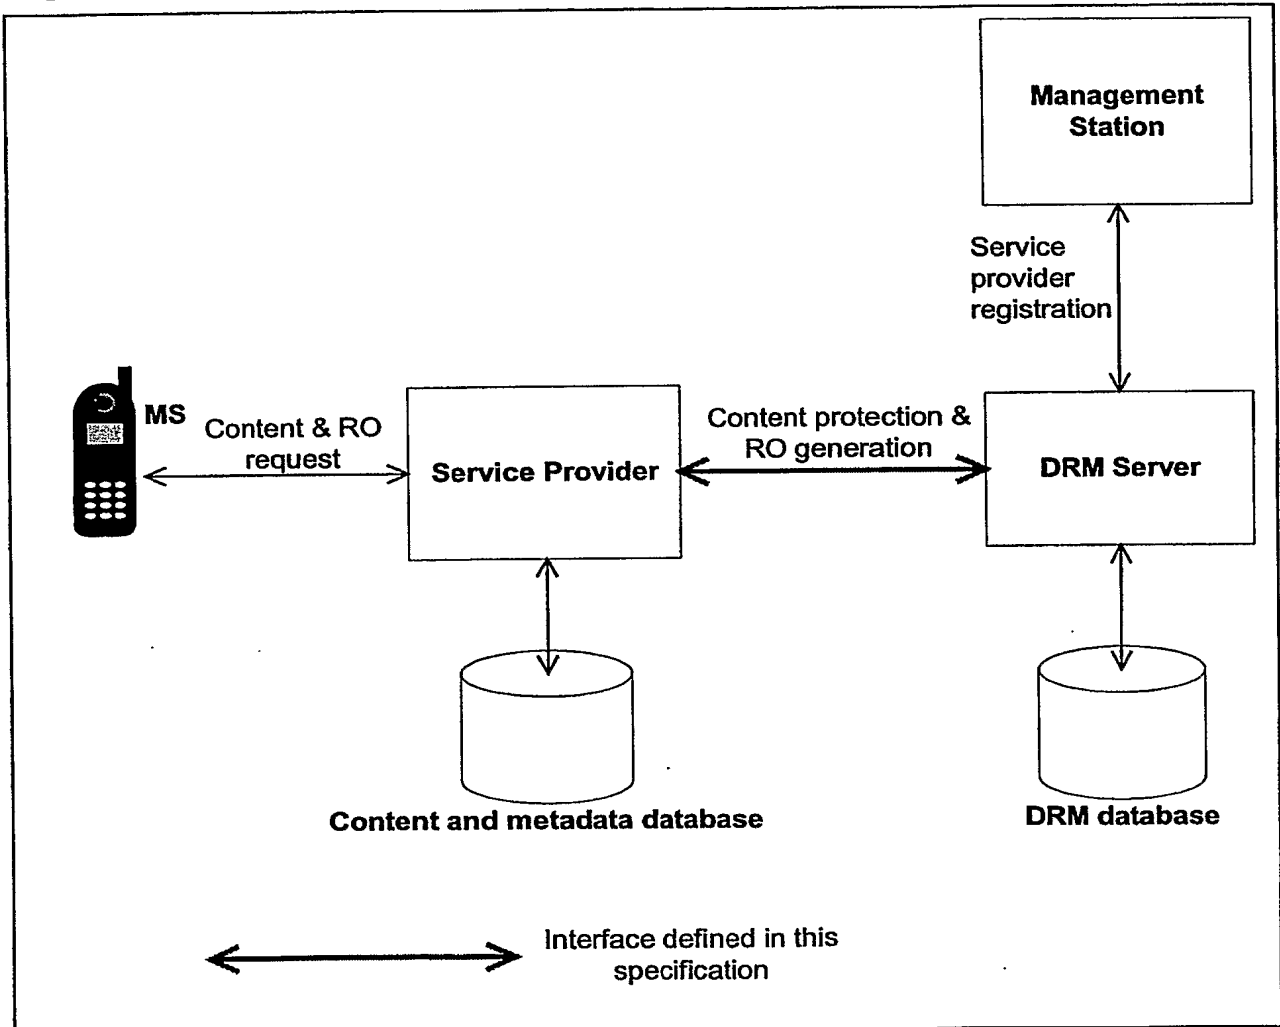 Management
Station
Service
provider
registration
MS
Content & RO
request
Service Provider
Content protection &
RO generation
DRM Server
Content and metadata database
DRM database
Interface defined in this
specification